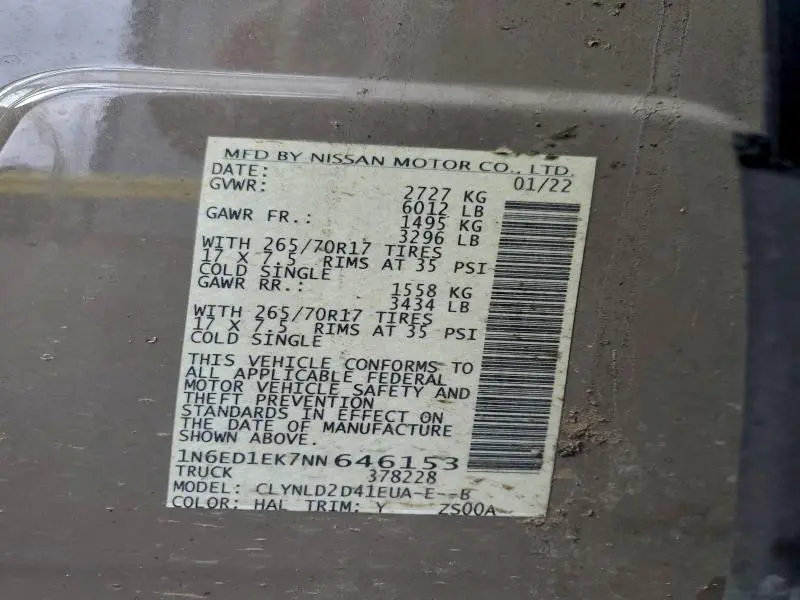 MFD BY NISSAN MOTOR CO., LTD.
DATE: 01/22
GVWR: 2727 KG
6012 LB
GAWR FR.: 1495 KG
3296 LB
WITH 265/70R17 TIRES
17 X 7.5 RIMS AT 35 PSI
COLD SINGLE
GAWR RR.: 1558 KG
3434 LB
WITH 265/70R17 TIRES
17 X 7.5 RIMS AT 35 PSI
COLD SINGLE
THIS VEHICLE CONFORMS TO
ALL APPLICABLE FEDERAL
MOTOR VEHICLE SAFETY AND
THEFT PREVENTION
STANDARDS IN EFFECT ON
THE DATE OF MANUFACTURE
SHOWN ABOVE.
1N6ED1EK7NN646153
TRUCK 378228
MODEL: CLYNLD2D41EUA-E--B
COLOR: HAL TRIM: Y ZS00A